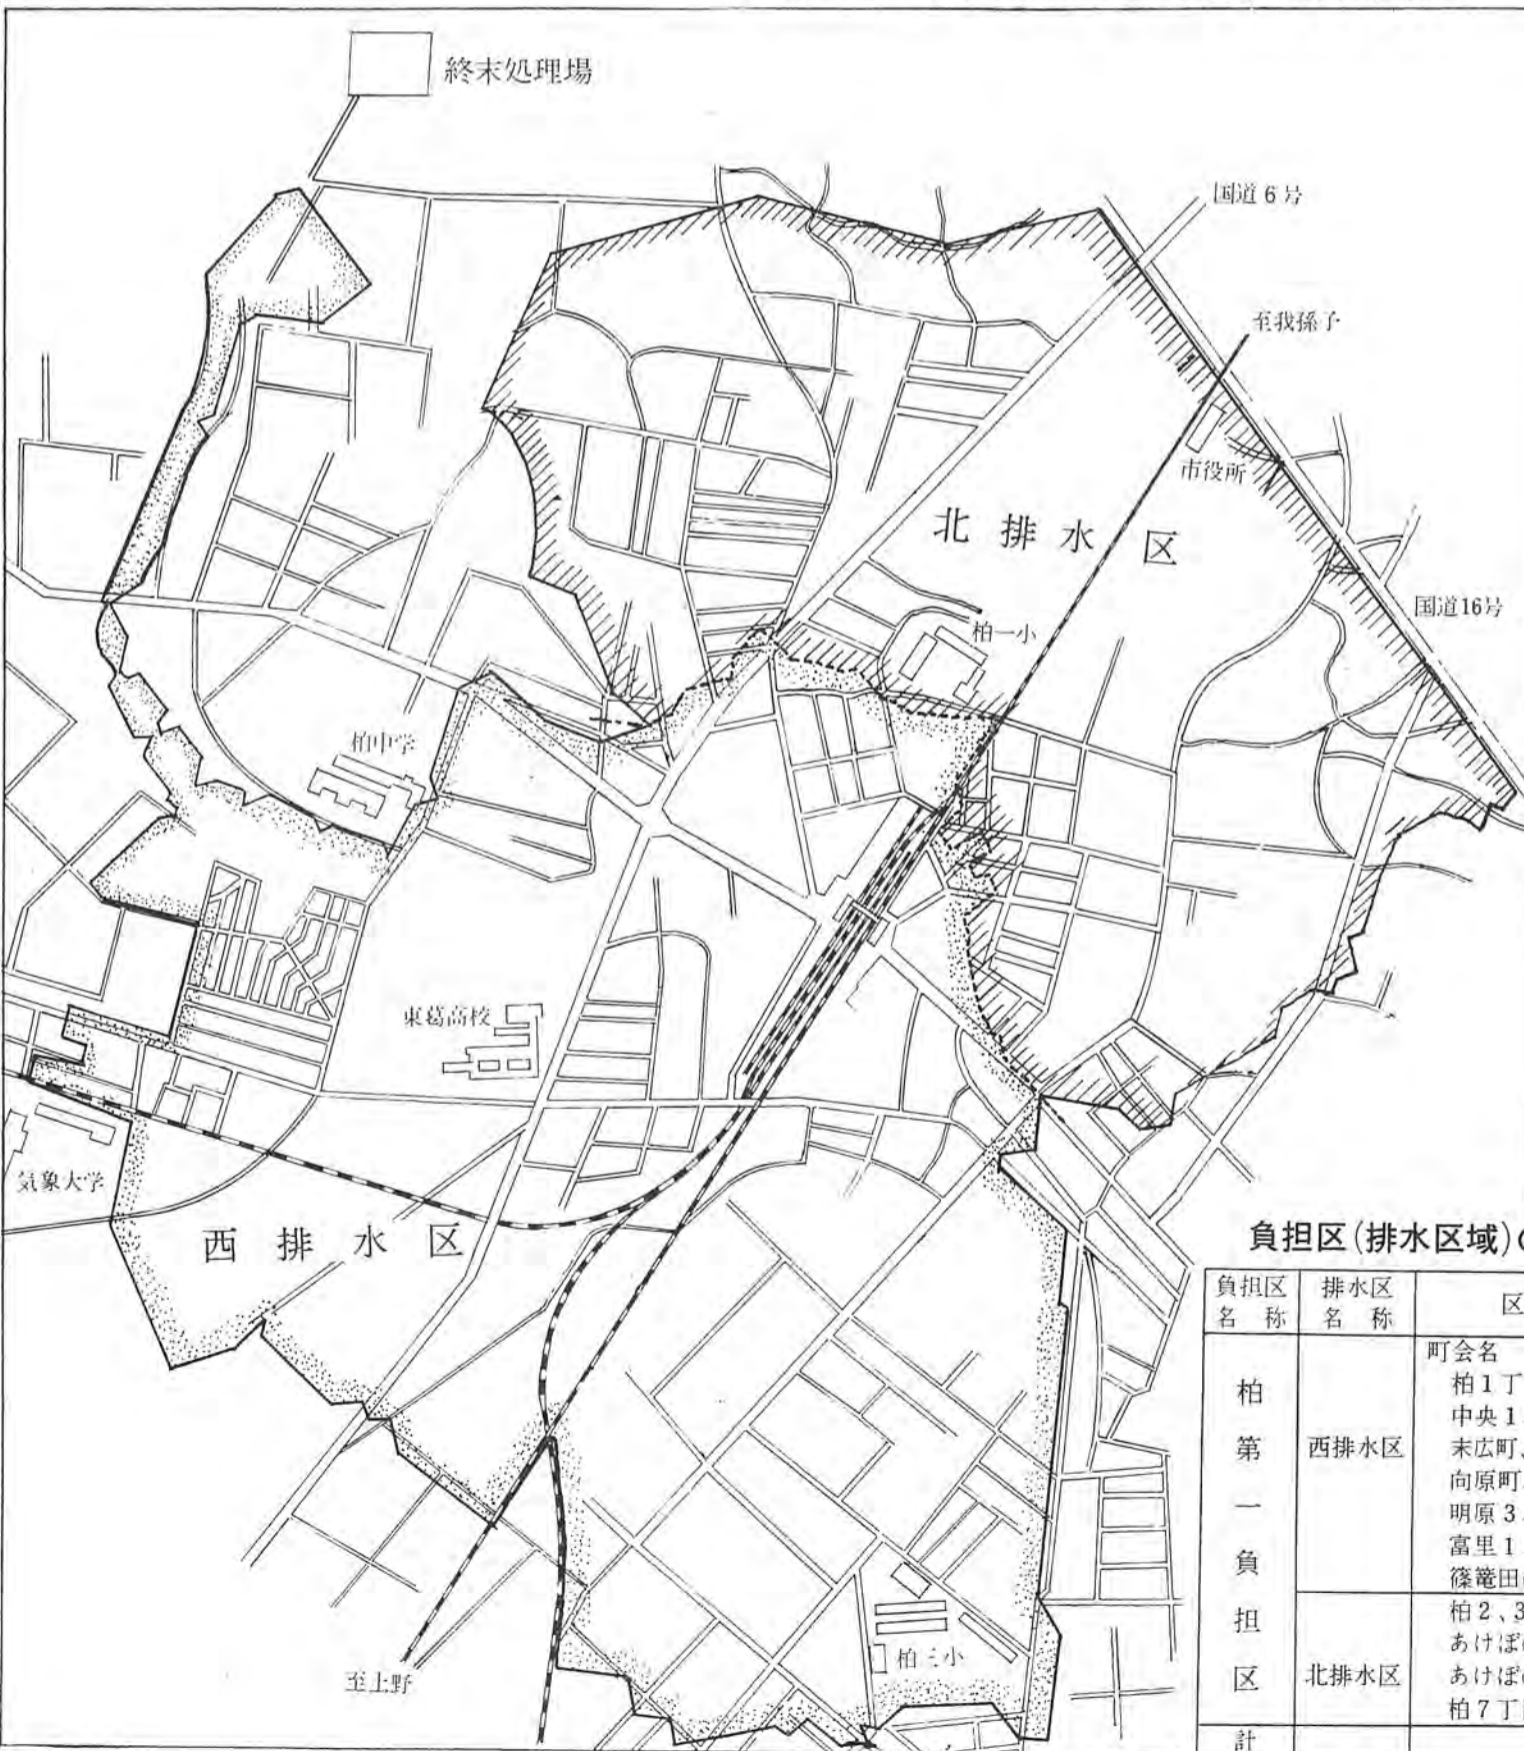 終末処理場
国道6号
至我孫子
市役所
北排水区
国道16号
柏一小
柏中学
東葛高校
気象大学
西排水区
至上野
柏三小
負担区(排水区域)
負担区名称
排水区名称
区
柏第一負担区
西排水区
町会名
柏1丁
中央1
末広町、
向原町
明原3
富里1
篠篭田
北排水区
柏2、3
あけぼ
あけぼ
柏7丁
計